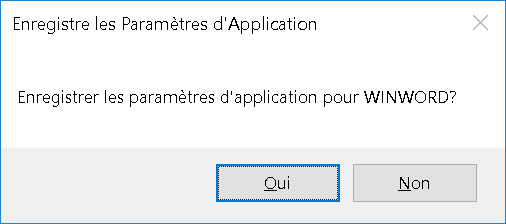 Enregistre les Paramètres d'Application
Enregistrer les paramètres d'application pour WINWORD?
Oui
Non